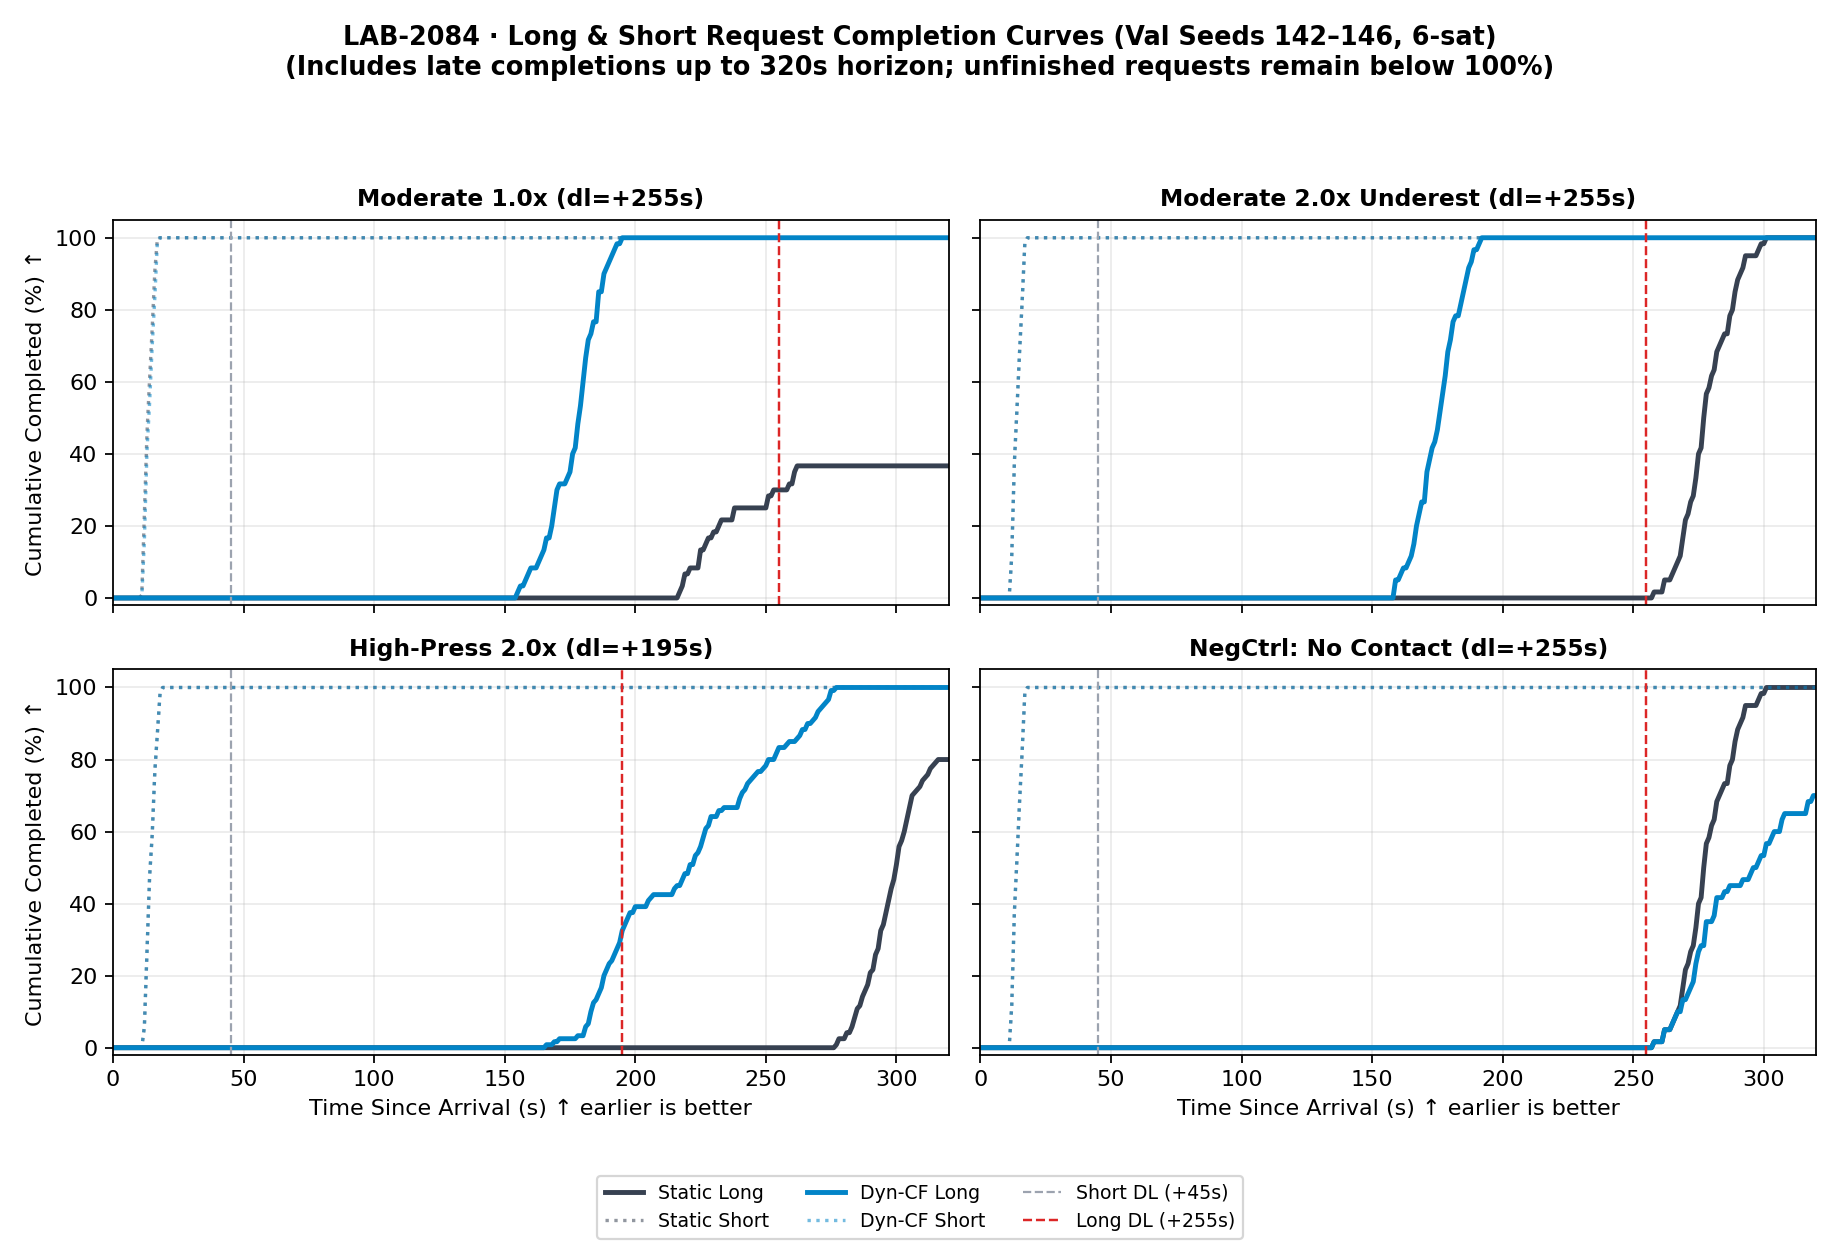 LAB-2084 · Long & Short Request Completion Curves (Val Seeds 142–146, 6-sat)
(Includes late completions up to 320s horizon; unfinished requests remain below 100%)
Moderate 1.0x (dl=+255s)
Moderate 2.0x Underest (dl=+255s)
Cumulative Completed (%) ↑
100
80
60
40
20
0
High-Press 2.0x (dl=+195s)
NegCtrl: No Contact (dl=+255s)
Cumulative Completed (%) ↑
100
80
60
40
20
0
0 50 100 150 200 250 300
0 50 100 150 200 250 300
Time Since Arrival (s) ↑ earlier is better
Time Since Arrival (s) ↑ earlier is better
Static Long
Static Short
Dyn-CF Long
Dyn-CF Short
Short DL (+45s)
Long DL (+255s)